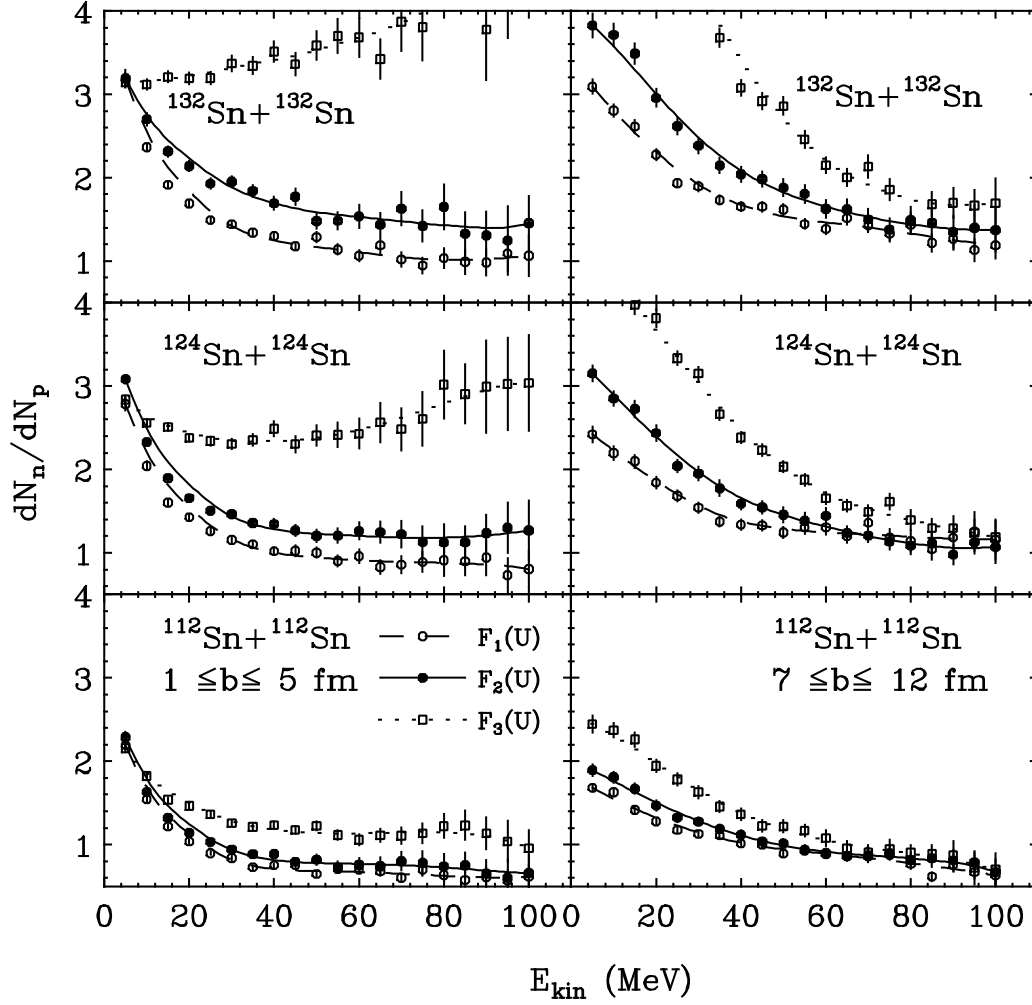 4
3
2
1
¹³²Sn+¹³²Sn
¹³²Sn+¹³²Sn
4
3
2
1
¹²⁴Sn+¹²⁴Sn
¹²⁴Sn+¹²⁴Sn
dNₙ/dNₚ
4
3
2
1
¹¹²Sn+¹¹²Sn
1 ≦b≦ 5 fm
F₁(U)
F₂(U)
F₃(U)
¹¹²Sn+¹¹²Sn
7 ≦b≦ 12 fm
0 20 40 60 80 100 0 20 40 60 80 100
E_kin (MeV)